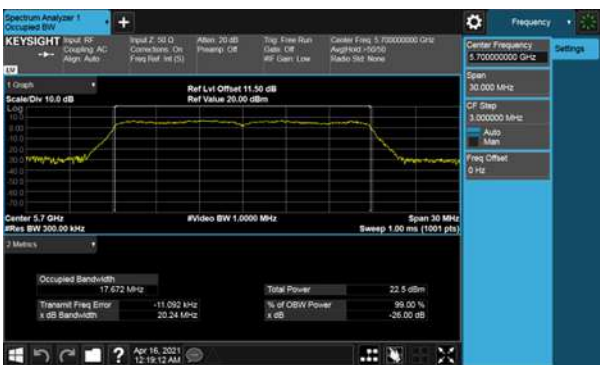 Spectrum Analyzer 1
Occupied BW
+
Frequency
KEYSIGHT
Input: RF
Coupling: AC
Align: Auto
Input Z: 50 Ω
Corrections: On
Freq Ref: Int (S)
Atten: 20 dB
Preamp: Off
Trig: Free Run
Gate: Off
#IF Gain: Low
Center Freq: 5.700000000 GHz
Avg|Hold:>50/50
Radio Std: None
Center Frequency
5.700000000 GHz
Settings
Span
30.000 MHz
CF Step
3.000000 MHz
Auto
Man
Freq Offset
0 Hz
1 Graph
Scale/Div 10.0 dB
Ref Lvl Offset 11.50 dB
Ref Value 20.00 dBm
Log
10.0
0.00
-10.0
-20.0
-30.0
-40.0
-50.0
-60.0
-70.0
Center 5.7 GHz
#Video BW 1.0000 MHz
Span 30 MHz
#Res BW 300.00 kHz
Sweep 1.00 ms (1001 pts)
2 Metrics
Occupied Bandwidth
17.672 MHz
Total Power
22.5 dBm
Transmit Freq Error
-11.092 kHz
% of OBW Power
99.00 %
x dB Bandwidth
20.24 MHz
x dB
-26.00 dB
?
Apr 16, 2021
12:19:12 AM